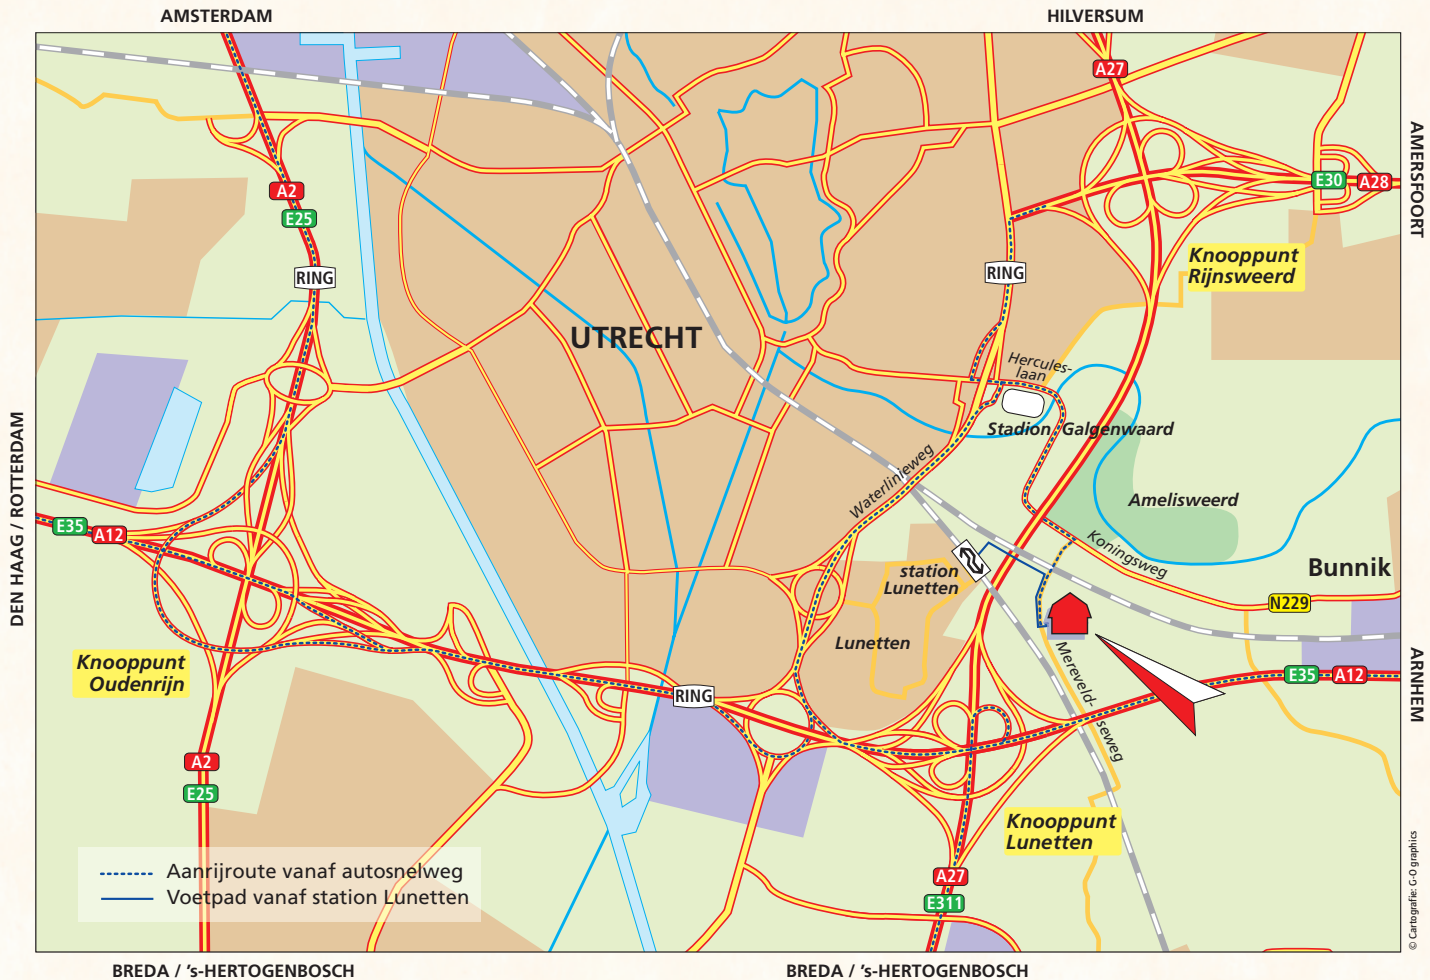 AMSTERDAM
HILVERSUM
A27
AMERSFOORT
E30
A28
A2
E25
Knooppunt
Rijnsweerd
RING
RING
UTRECHT
Hercules-
laan
Stadion Galgenwaard
DEN HAAG / ROTTERDAM
Waterlinieweg
Amelisweerd
E35
A12
Koningsweg
Bunnik
station
Lunetten
N229
Lunetten
Knooppunt
Oudenrijn
Mereveld-
seweg
E35
A12
ARNHEM
RING
A2
E25
Knooppunt
Lunetten
Aanrijroute vanaf autosnelweg
Voetpad vanaf station Lunetten
A27
E311
© Cartografie: G-O graphics
BREDA / 's-HERTOGENBOSCH
BREDA / 's-HERTOGENBOSCH